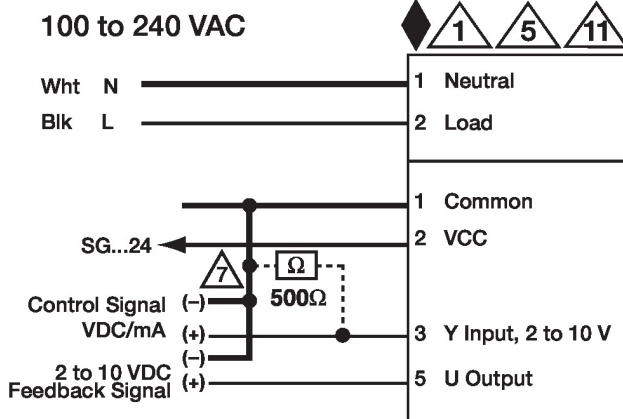 100 to 240 VAC
1 5 11
Wht N 1 Neutral
Blk L 2 Load
1 Common
SG...24 2 VCC
7 Ω
500Ω
Control Signal (–)
VDC/mA (+) 3 Y Input, 2 to 10 V
(–)
2 to 10 VDC
Feedback Signal (+) 5 U Output